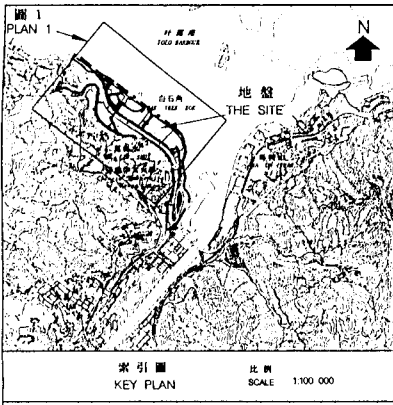 圖 1
PLAN 1
N
吐露港
TOLO HARBOUR
白石角
PAK SHEK KOK
地盤
THE SITE
索引圖
KEY PLAN
比例
SCALE 1:100 000